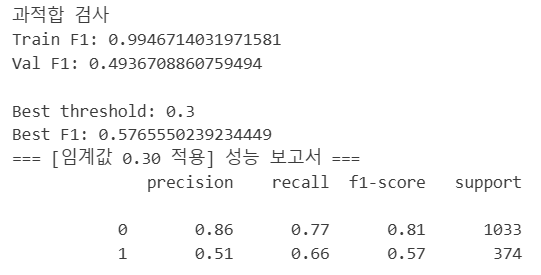 과적합 검사
Train F1: 0.9946714031971581
Val F1: 0.4936708860759494
Best threshold: 0.3
Best F1: 0.5765550239234449
=== [임계값 0.30 적용] 성능 보고서 ===
precision recall f1-score support
0 0.86 0.77 0.81 1033
1 0.51 0.66 0.57 374